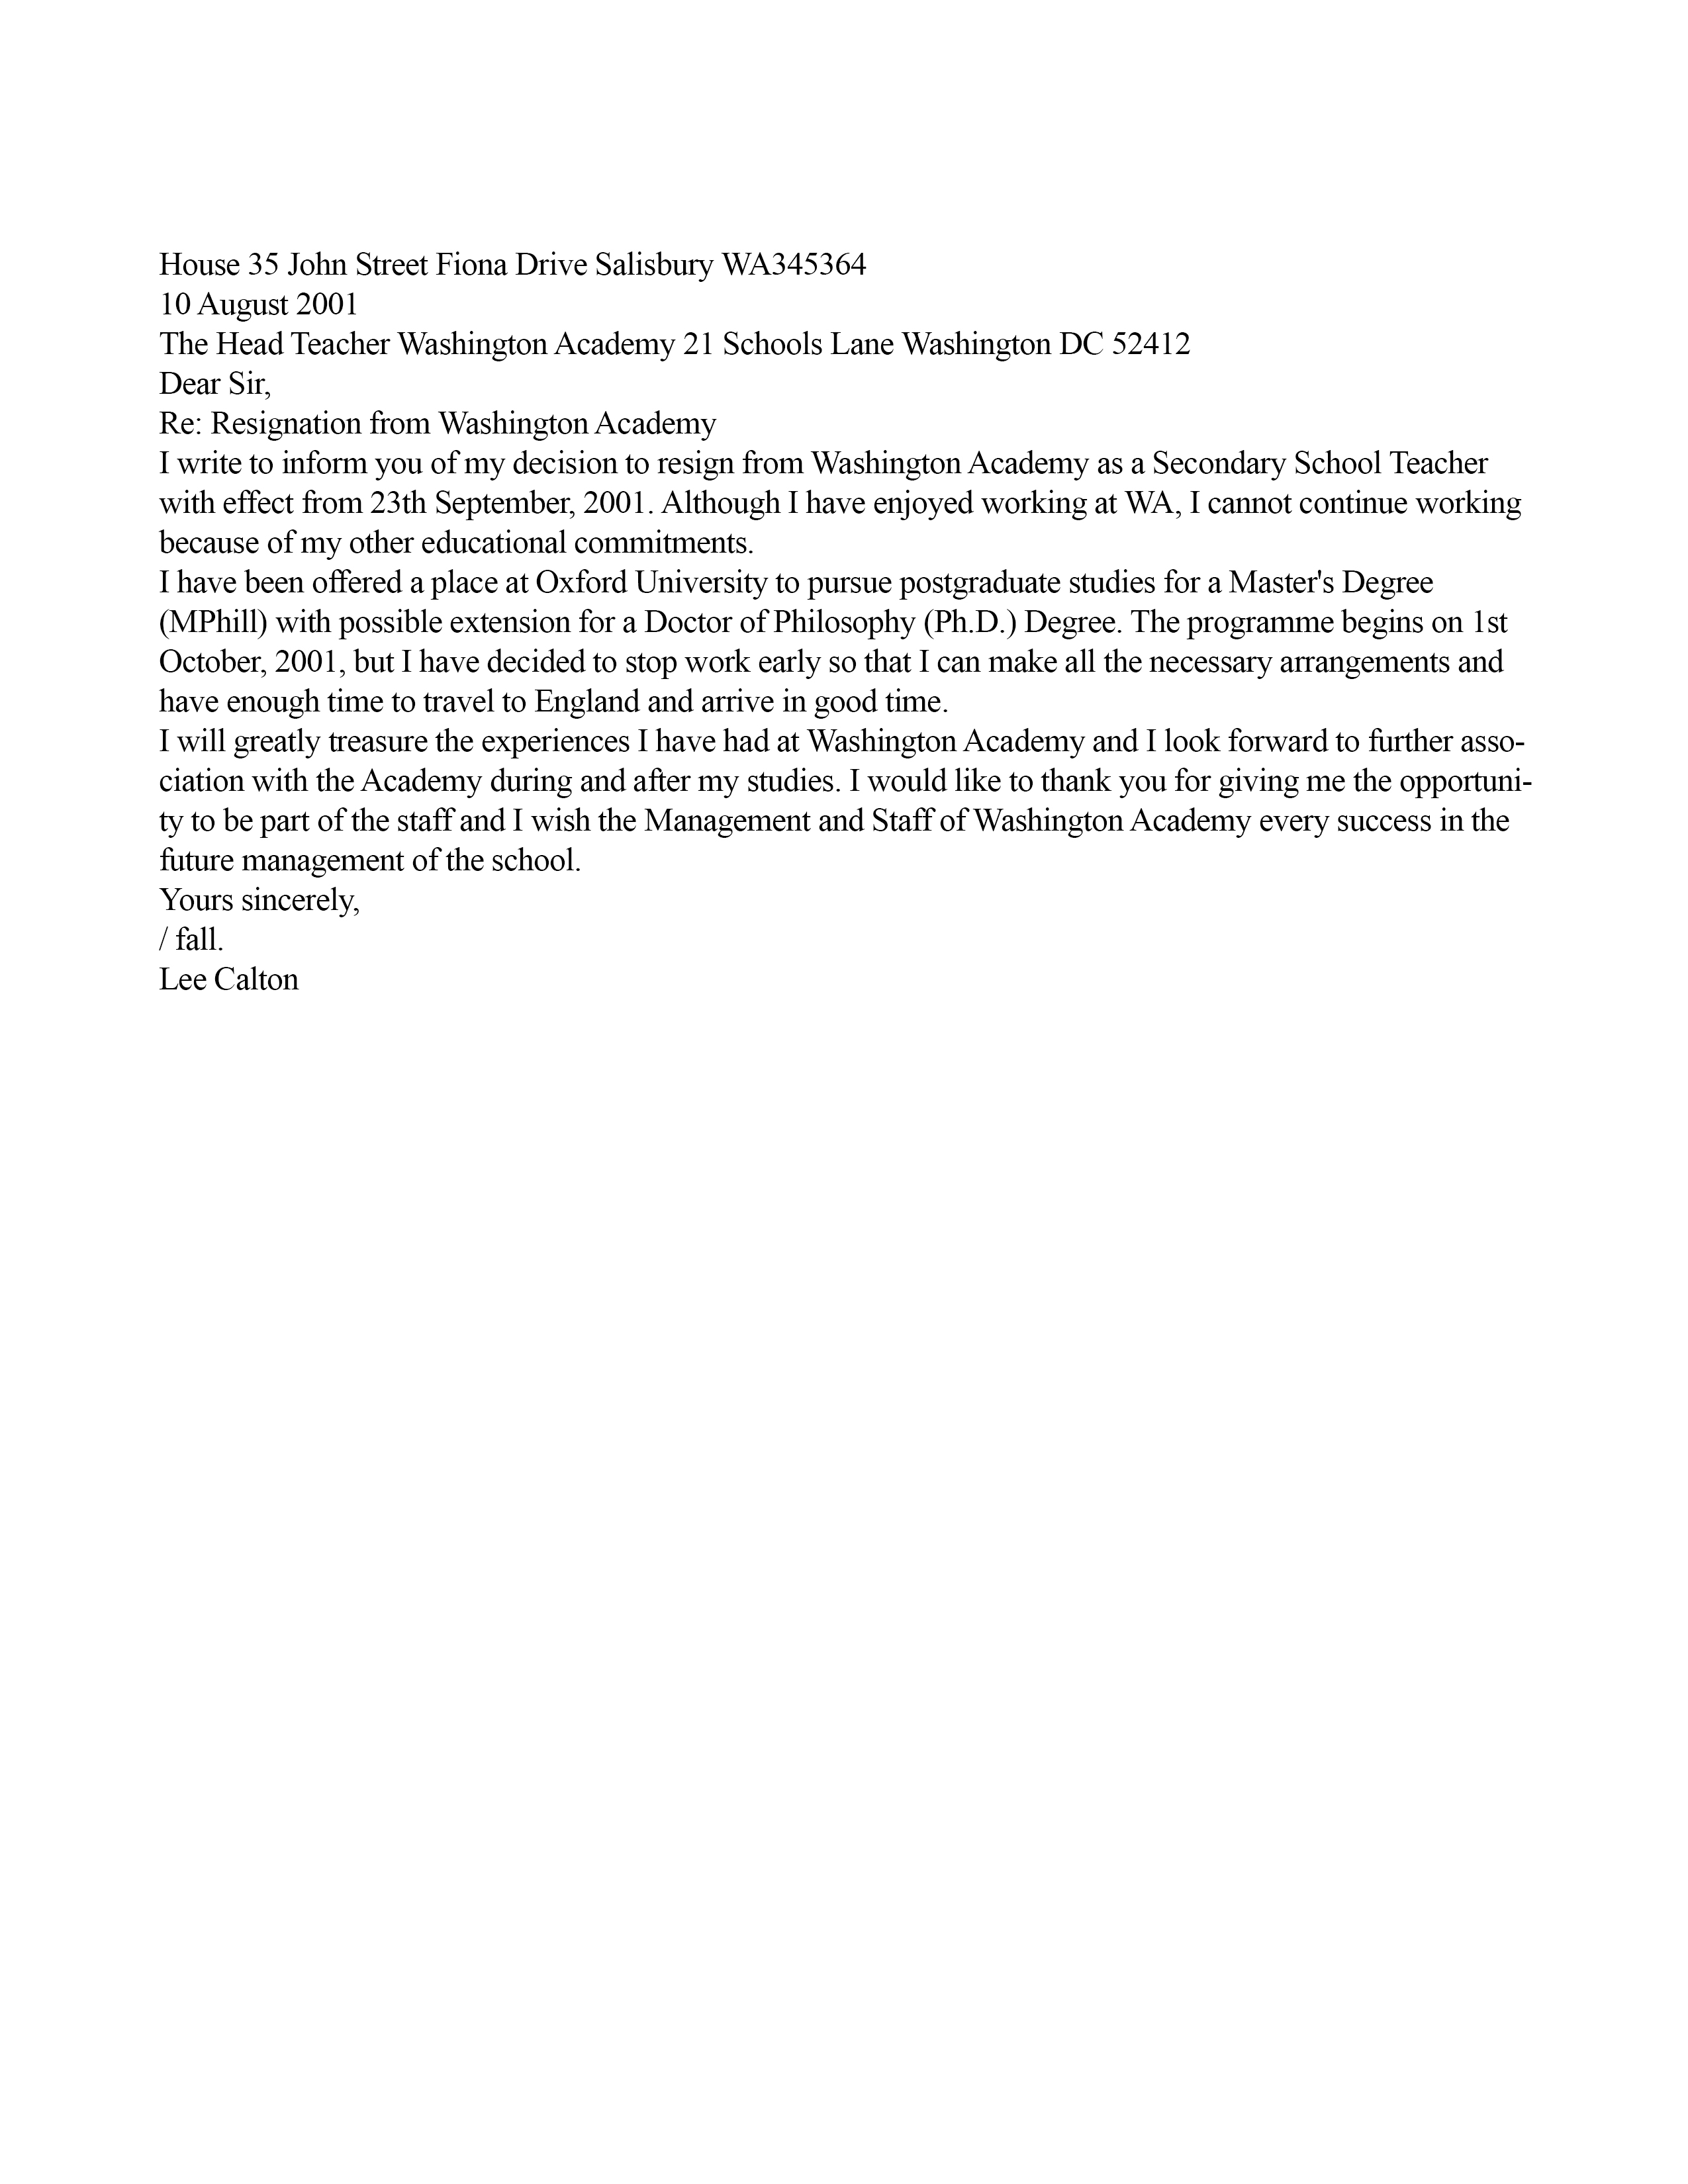 House 35 John Street Fiona Drive Salisbury WA345364
10 August 2001
The Head Teacher Washington Academy 21 Schools Lane Washington DC 52412
Dear Sir,
Re: Resignation from Washington Academy
I write to inform you of my decision to resign from Washington Academy as a Secondary School Teacher
with effect from 23th September, 2001. Although I have enjoyed working at WA, I cannot continue working
because of my other educational commitments.
I have been offered a place at Oxford University to pursue postgraduate studies for a Master's Degree
(MPhill) with possible extension for a Doctor of Philosophy (Ph.D.) Degree. The programme begins on 1st
October, 2001, but I have decided to stop work early so that I can make all the necessary arrangements and
have enough time to travel to England and arrive in good time.
I will greatly treasure the experiences I have had at Washington Academy and I look forward to further asso-
ciation with the Academy during and after my studies. I would like to thank you for giving me the opportuni-
ty to be part of the staff and I wish the Management and Staff of Washington Academy every success in the
future management of the school.
Yours sincerely,
/ fall.
Lee Calton